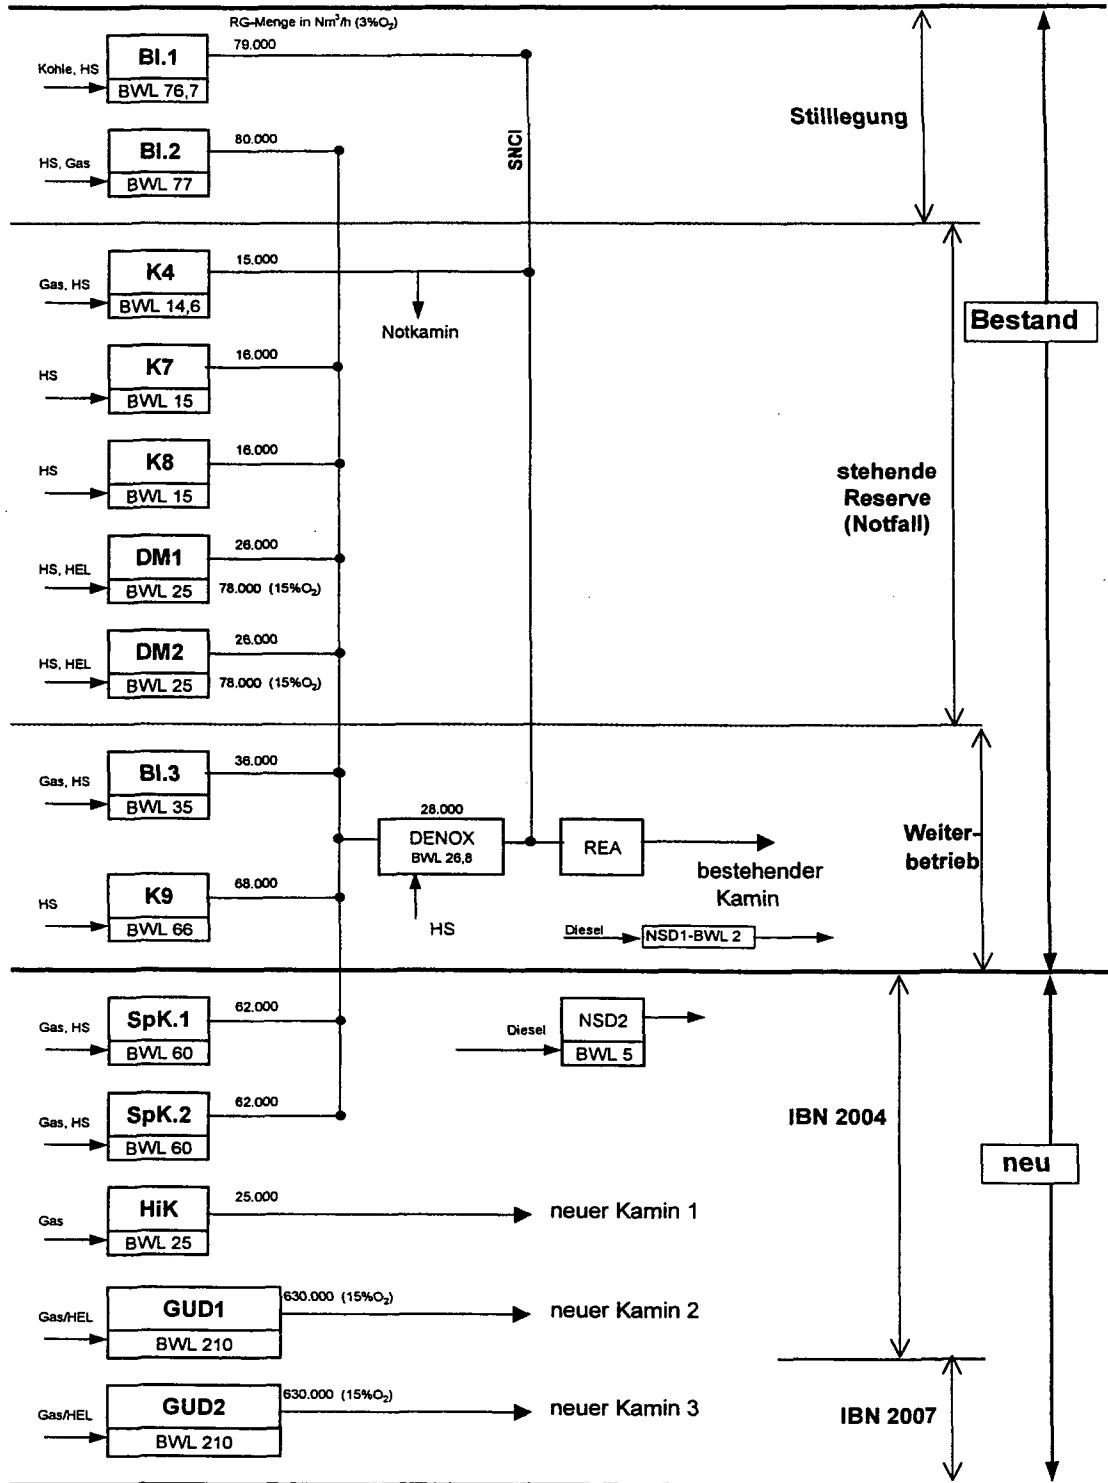 RG-Menge in Nm³/h (3%O₂)
Kohle, HS
Bl.1
BWL 76,7
79.000
HS, Gas
Bl.2
BWL 77
80.000
SNCI
Stilllegung
Gas, HS
K4
BWL 14,6
15.000
Notkamin
Bestand
HS
K7
BWL 15
16.000
HS
K8
BWL 15
16.000
stehende
Reserve
(Notfall)
HS, HEL
DM1
BWL 25
26.000
78.000 (15%O₂)
HS, HEL
DM2
BWL 25
26.000
78.000 (15%O₂)
Gas, HS
Bl.3
BWL 35
36.000
28.000
DENOX
BWL 26,8
HS
REA
bestehender
Kamin
Weiter-
betrieb
HS
K9
BWL 66
68.000
Diesel
NSD1-BWL 2
Gas, HS
SpK.1
BWL 60
62.000
Diesel
NSD2
BWL 5
Gas, HS
SpK.2
BWL 60
62.000
IBN 2004
neu
Gas
HiK
BWL 25
25.000
neuer Kamin 1
Gas/HEL
GUD1
BWL 210
630.000 (15%O₂)
neuer Kamin 2
Gas/HEL
GUD2
BWL 210
630.000 (15%O₂)
neuer Kamin 3
IBN 2007